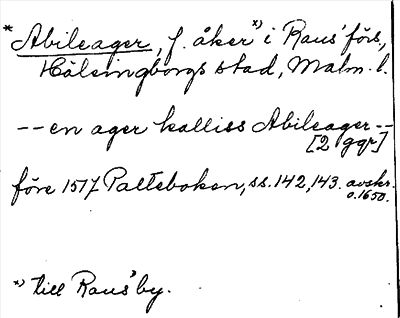 * Abileager, f. åker *) i Raus' förs,
Hälsingborgs stad, Malm. l.
-- en ager kalliss Abileager --
[2 ggr]
före 1517 Palteboken, ss. 142, 143. avskr.
o. 1650.
*) till Raus' by.